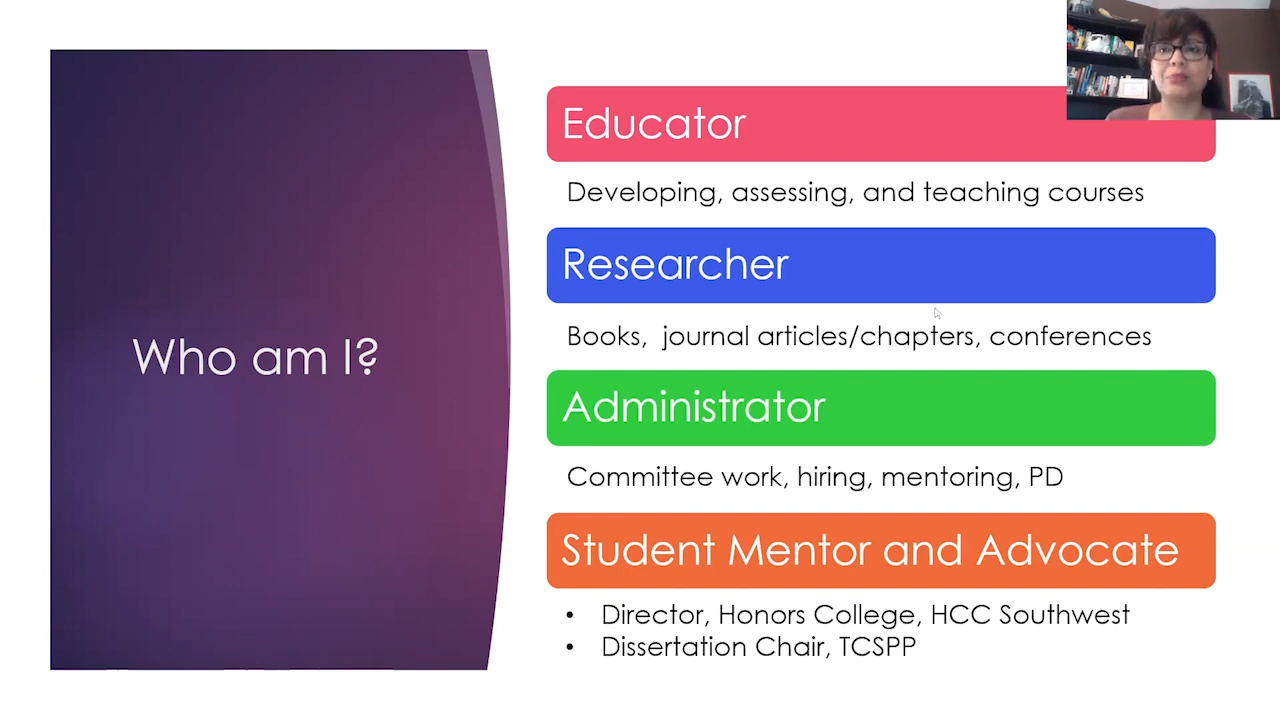 Who am I?
Educator
Developing, assessing, and teaching courses
Researcher
Books, journal articles/chapters, conferences
Administrator
Committee work, hiring, mentoring, PD
Student Mentor and Advocate
• Director, Honors College, HCC Southwest
• Dissertation Chair, TCSPP